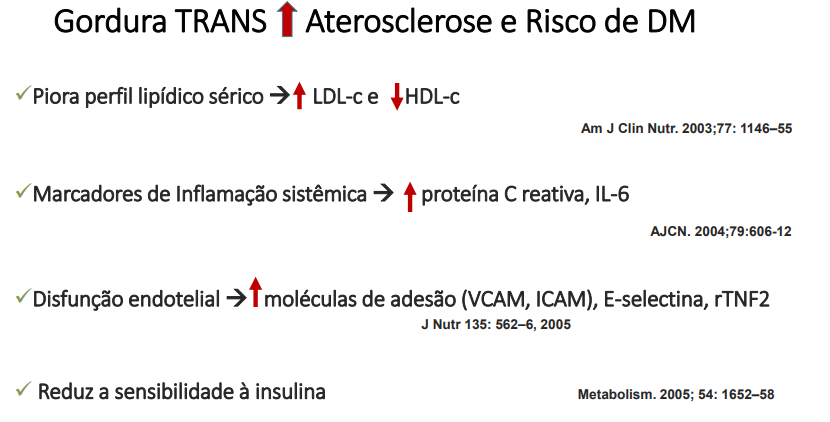 Gordura TRANS Aterosclerose e Risco de DM
Piora perfil lipídico sérico → LDL-c e HDL-c
Am J Clin Nutr. 2003;77: 1146–55
Marcadores de Inflamação sistêmica → proteína C reativa, IL-6
AJCN. 2004;79:606-12
Disfunção endotelial → moléculas de adesão (VCAM, ICAM), E-selectina, rTNF2
J Nutr 135: 562–6, 2005
Reduz a sensibilidade à insulina
Metabolism. 2005; 54: 1652–58